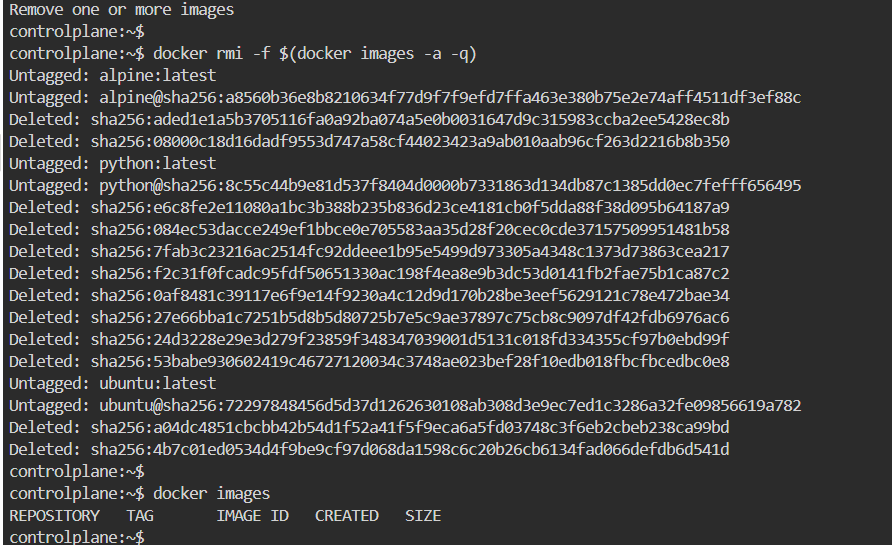 Remove one or more images
controlplane:~$
controlplane:~$ docker rmi -f $(docker images -a -q)
Untagged: alpine:latest
Untagged: alpine@sha256:a8560b36e8b8210634f77d9f7f9efd7ffa463e380b75e2e74aff4511df3ef88c
Deleted: sha256:aded1e1a5b3705116fa0a92ba074a5e0b0031647d9c315983ccba2ee5428ec8b
Deleted: sha256:08000c18d16dadf9553d747a58cf44023423a9ab010aab96cf263d2216b8b350
Untagged: python:latest
Untagged: python@sha256:8c55c44b9e81d537f8404d0000b7331863d134db87c1385dd0ec7fefff656495
Deleted: sha256:e6c8fe2e11080a1bc3b388b235b836d23ce4181cb0f5dda88f38d095b64187a9
Deleted: sha256:084ec53dacce249ef1bbce0e705583aa35d28f20cec0cde37157509951481b58
Deleted: sha256:7fab3c23216ac2514fc92ddeee1b95e5499d973305a4348c1373d73863cea217
Deleted: sha256:f2c31f0fcadc95fdf50651330ac198f4ea8e9b3dc53d0141fb2fae75b1ca87c2
Deleted: sha256:0af8481c39117e6f9e14f9230a4c12d9d170b28be3eef5629121c78e472bae34
Deleted: sha256:27e66bba1c7251b5d8b5d80725b7e5c9ae37897c75cb8c9097df42fdb6976ac6
Deleted: sha256:24d3228e29e3d279f23859f348347039001d5131c018fd334355cf97b0ebd99f
Deleted: sha256:53babe930602419c46727120034c3748ae023bef28f10edb018fbcfbcedbc0e8
Untagged: ubuntu:latest
Untagged: ubuntu@sha256:72297848456d5d37d1262630108ab308d3e9ec7ed1c3286a32fe09856619a782
Deleted: sha256:a04dc4851cbcbb42b54d1f52a41f5f9eca6a5fd03748c3f6eb2cbeb238ca99bd
Deleted: sha256:4b7c01ed0534d4f9be9cf97d068da1598c6c20b26cb6134fad066defdb6d541d
controlplane:~$
controlplane:~$ docker images
REPOSITORY   TAG       IMAGE ID   CREATED   SIZE
controlplane:~$